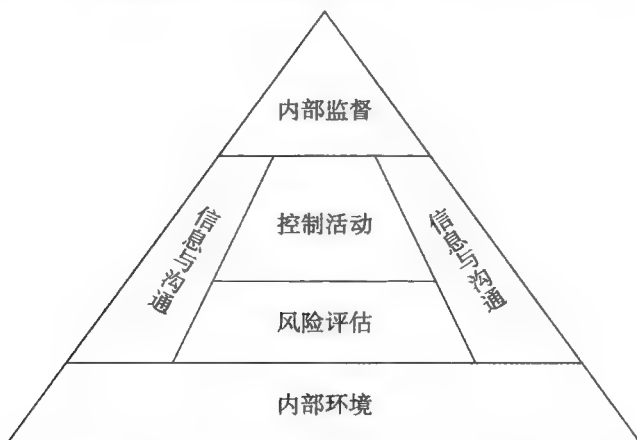 内部监督
信息与沟通
控制活动
信息与沟通
风险评估
内部环境